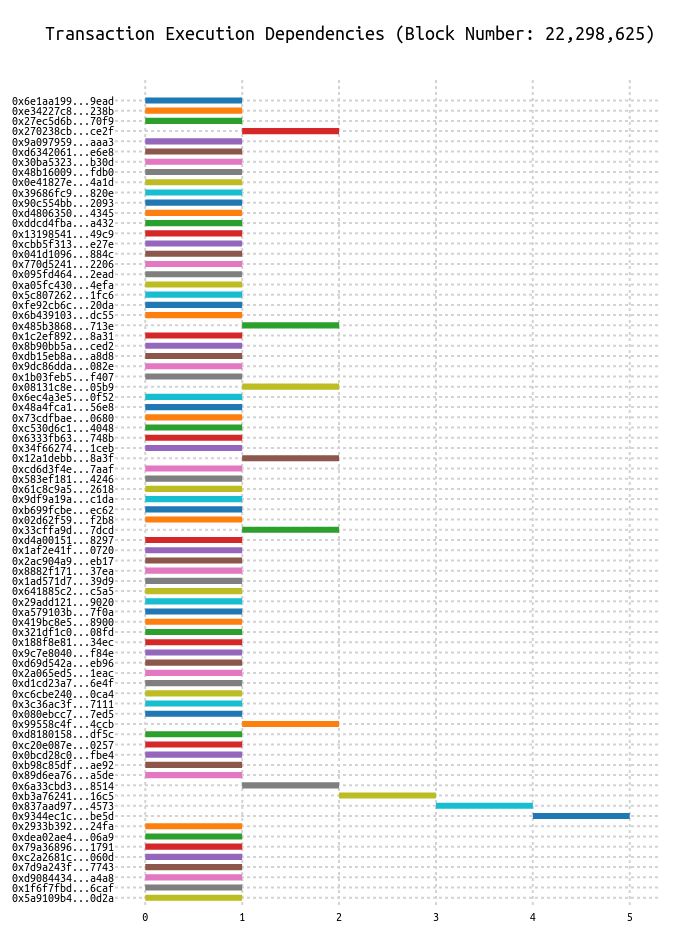 Transaction Execution Dependencies (Block Number: 22,298,625)
0x6e1aa199...9ead
0xe34227c8...238b
0x27ec5d6b...70f9
0x270238cb...ce2f
0x9a097959...aaa3
0xd6342061...e6e8
0x30ba5323...b30d
0x48b16009...fdb0
0x0e41827e...4a1d
0x39686fc9...820e
0x90c554bb...2093
0xd4806350...4345
0xddcd4fba...a432
0x13198541...49c9
0xcbb5f313...e27e
0x041d1096...884c
0x770d5241...2206
0x095fd464...2ead
0xa05fc430...4efa
0x5c807262...1fc6
0xfe92cb6c...20da
0x6b439103...dc55
0x485b3868...713e
0x1c2ef892...8a31
0x8b90bb5a...ced2
0xdb15eb8a...a8d8
0x9dc86dda...082e
0x1b03feb5...f407
0x08131c8e...05b9
0x6ec4a3e5...0f52
0x48a4fca1...56e8
0x73cdfbae...0680
0xc530d6c1...4048
0x6333fb63...748b
0x34f66274...1ceb
0x12a1debb...8a3f
0xcd6d3f4e...7aaf
0x583ef181...4246
0x61c8c9a5...2618
0x9df9a19a...c1da
0xb699fcbe...ec62
0x02d62f59...f2b8
0x33cffa9d...7dcd
0xd4a00151...8297
0x1af2e41f...0720
0x2ac904a9...eb17
0x8882f171...37ea
0x1ad571d7...39d9
0x641885c2...c5a5
0x29add121...9020
0xa579103b...7f0a
0x419bc8e5...8900
0x321df1c0...08fd
0x188f8e81...34ec
0x9c7e8040...f84e
0xd69d542a...eb96
0x2a065ed5...1eac
0xd1cd23a7...6e4f
0xc6cbe240...0ca4
0x3c36ac3f...7111
0x080ebcc7...7ed5
0x99558c4f...4ccb
0xd8180158...df5c
0xc20e087e...0257
0x0bcd28c0...fbe4
0xb98c85df...ae92
0x89d6ea76...a5de
0x6a33cbd3...8514
0xb3a76241...16c5
0x837aad97...4573
0x9344ec1c...be5d
0x2933b392...24fa
0xdea02ae4...06a9
0x79a36896...1791
0xc2a2681c...060d
0x7d9a243f...7743
0xd9084434...a4a8
0x1f6f7fbd...6caf
0x5a9109b4...0d2a
0 1 2 3 4 5